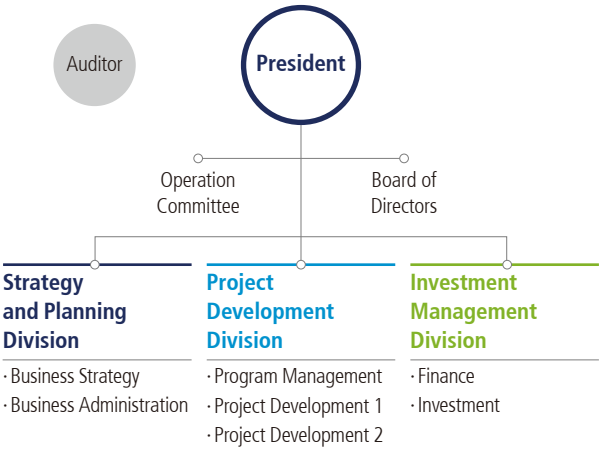 Auditor
President
Operation
Committee
Board of
Directors
Strategy
and Planning
Division
· Business Strategy
· Business Administration
Project
Development
Division
· Program Management
· Project Development 1
· Project Development 2
Investment
Management
Division
· Finance
· Investment